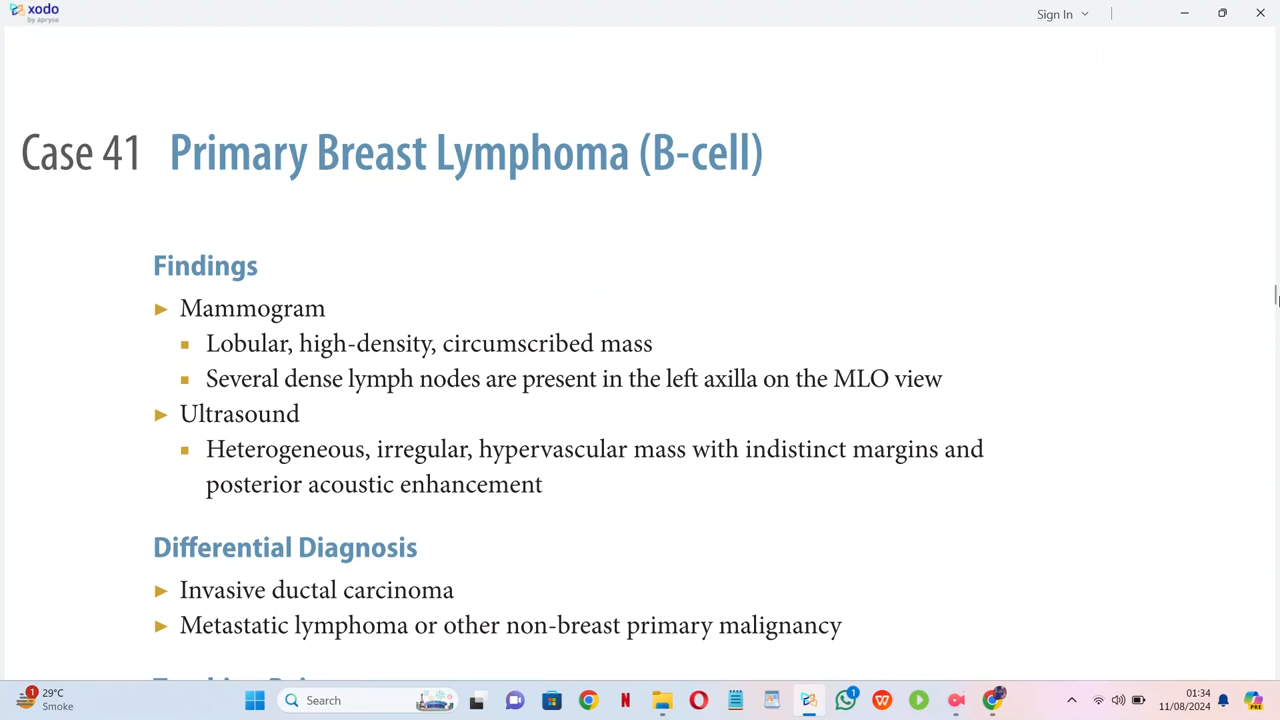 xodo
by apryse
Sign In
Case 41 Primary Breast Lymphoma (B-cell)
Findings
► Mammogram
■ Lobular, high-density, circumscribed mass
■ Several dense lymph nodes are present in the left axilla on the MLO view
► Ultrasound
■ Heterogeneous, irregular, hypervascular mass with indistinct margins and
posterior acoustic enhancement
Differential Diagnosis
► Invasive ductal carcinoma
► Metastatic lymphoma or other non-breast primary malignancy
1
29°C
Smoke
Search
1
01:34
11/08/2024